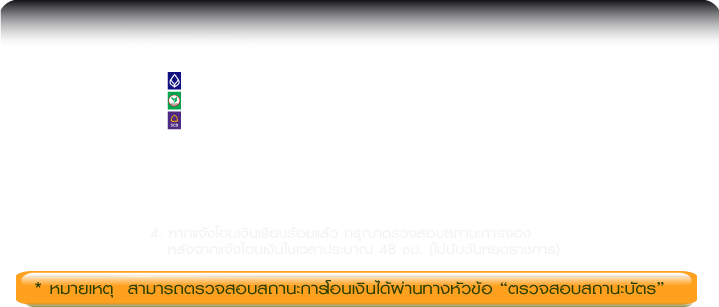 SCB
4. หากแจ้งโอนเงินเรียบร้อยแล้ว กรุณาตรวจสอบสถานะการจอง
หลังจากแจ้งโอนเงินในเวลาประมาณ 48 ชม. (ไม่นับวันหยุดราชการ)
* หมายเหตุ สามารถตรวจสอบสถานะการโอนเงินได้ผ่านทางหัวข้อ “ตรวจสอบสถานะบัตร”